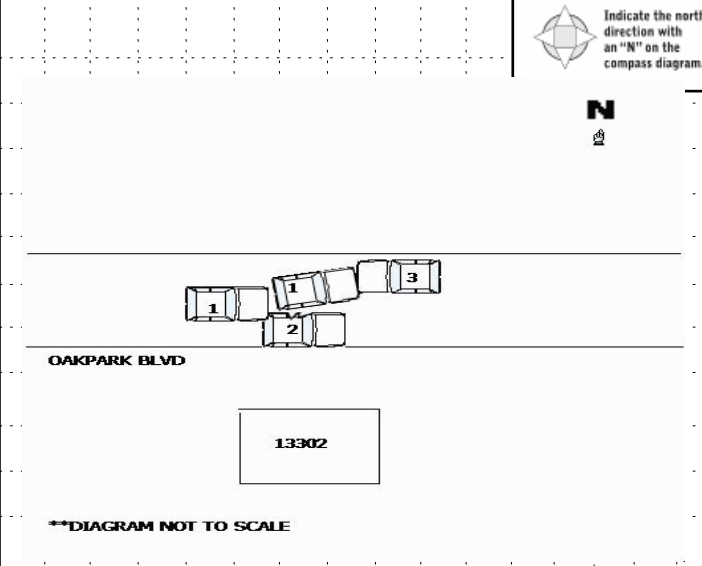 Indicate the north
direction with
an "N" on the
compass diagram.
N
1
1
3
2
OAKPARK BLVD
13302
**DIAGRAM NOT TO SCALE